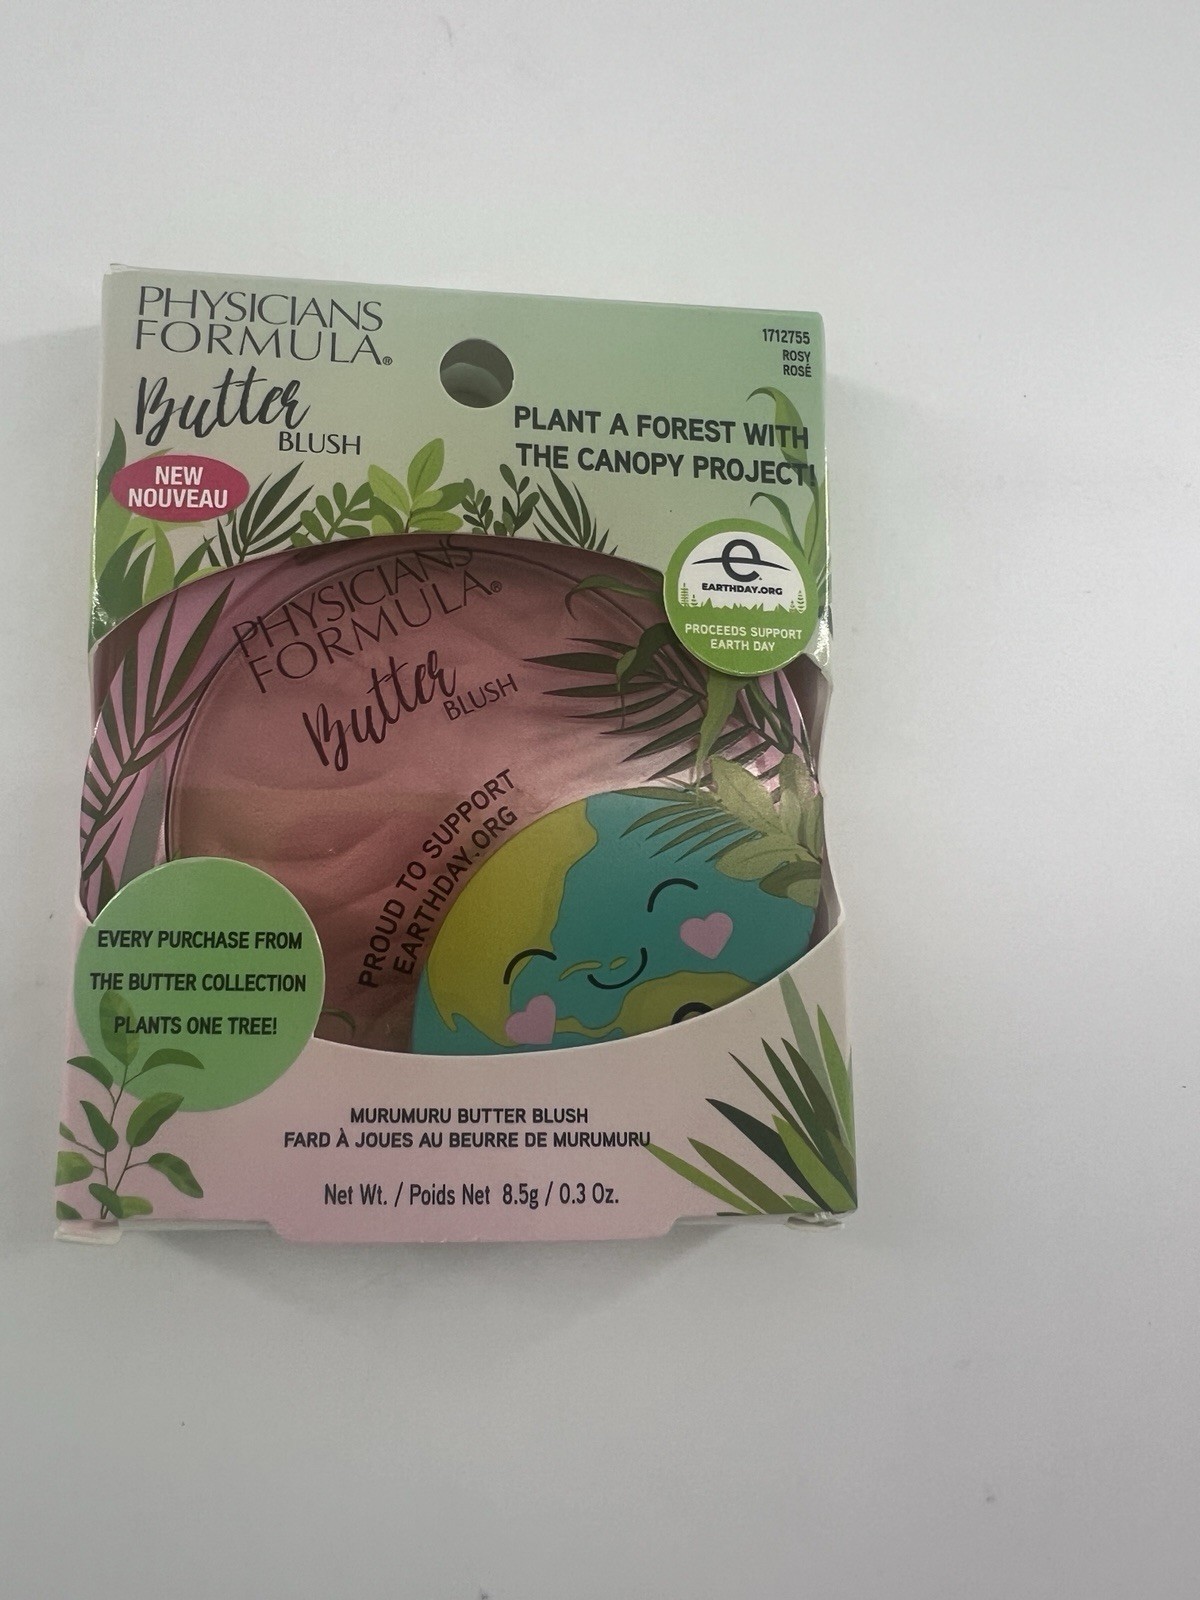 PHYSICIANS
FORMULA®
Butter
BLUSH
NEW
NOUVEAU
1712755
ROSY
ROSÉ
PLANT A FOREST WITH
THE CANOPY PROJECT!
e
EARTHDAY.ORG
PROCEEDS SUPPORT
EARTH DAY
PHYSICIANS
FORMULA®
Butter
BLUSH
PROUD TO SUPPORT
EARTHDAY.ORG
EVERY PURCHASE FROM
THE BUTTER COLLECTION
PLANTS ONE TREE!
MURUMURU BUTTER BLUSH
FARD À JOUES AU BEURRE DE MURUMURU
Net Wt. / Poids Net 8.5g / 0.3 Oz.